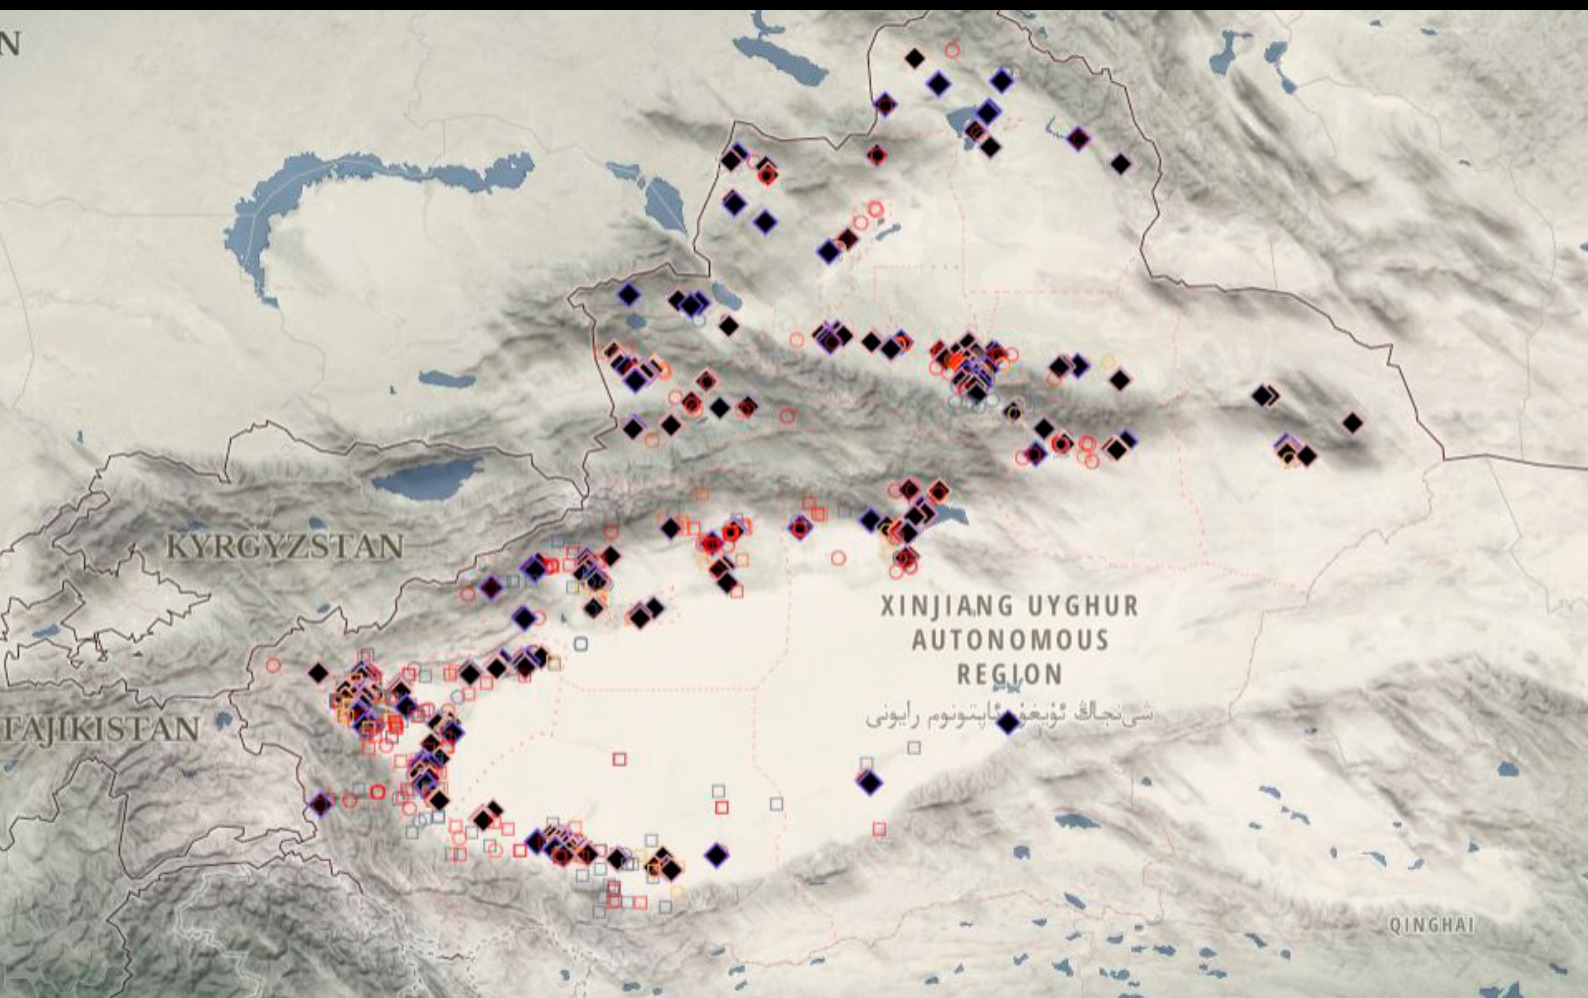 N
KYRGYZSTAN
XINJIANG UYGHUR
AUTONOMOUS
REGION
شىنجاڭ ئۇيغۇر ئاپتونوم رايونى
TAJIKISTAN
QINGHAI